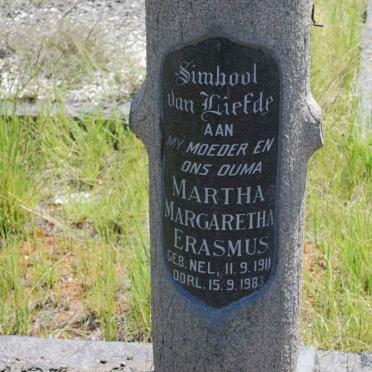 Simbool
van Liefde
AAN
MY MOEDER EN
ONS OUMA
MARTHA
MARGARETHA
ERASMUS
GEB. NEL, 11.9.1911
OORL. 15.9.1983